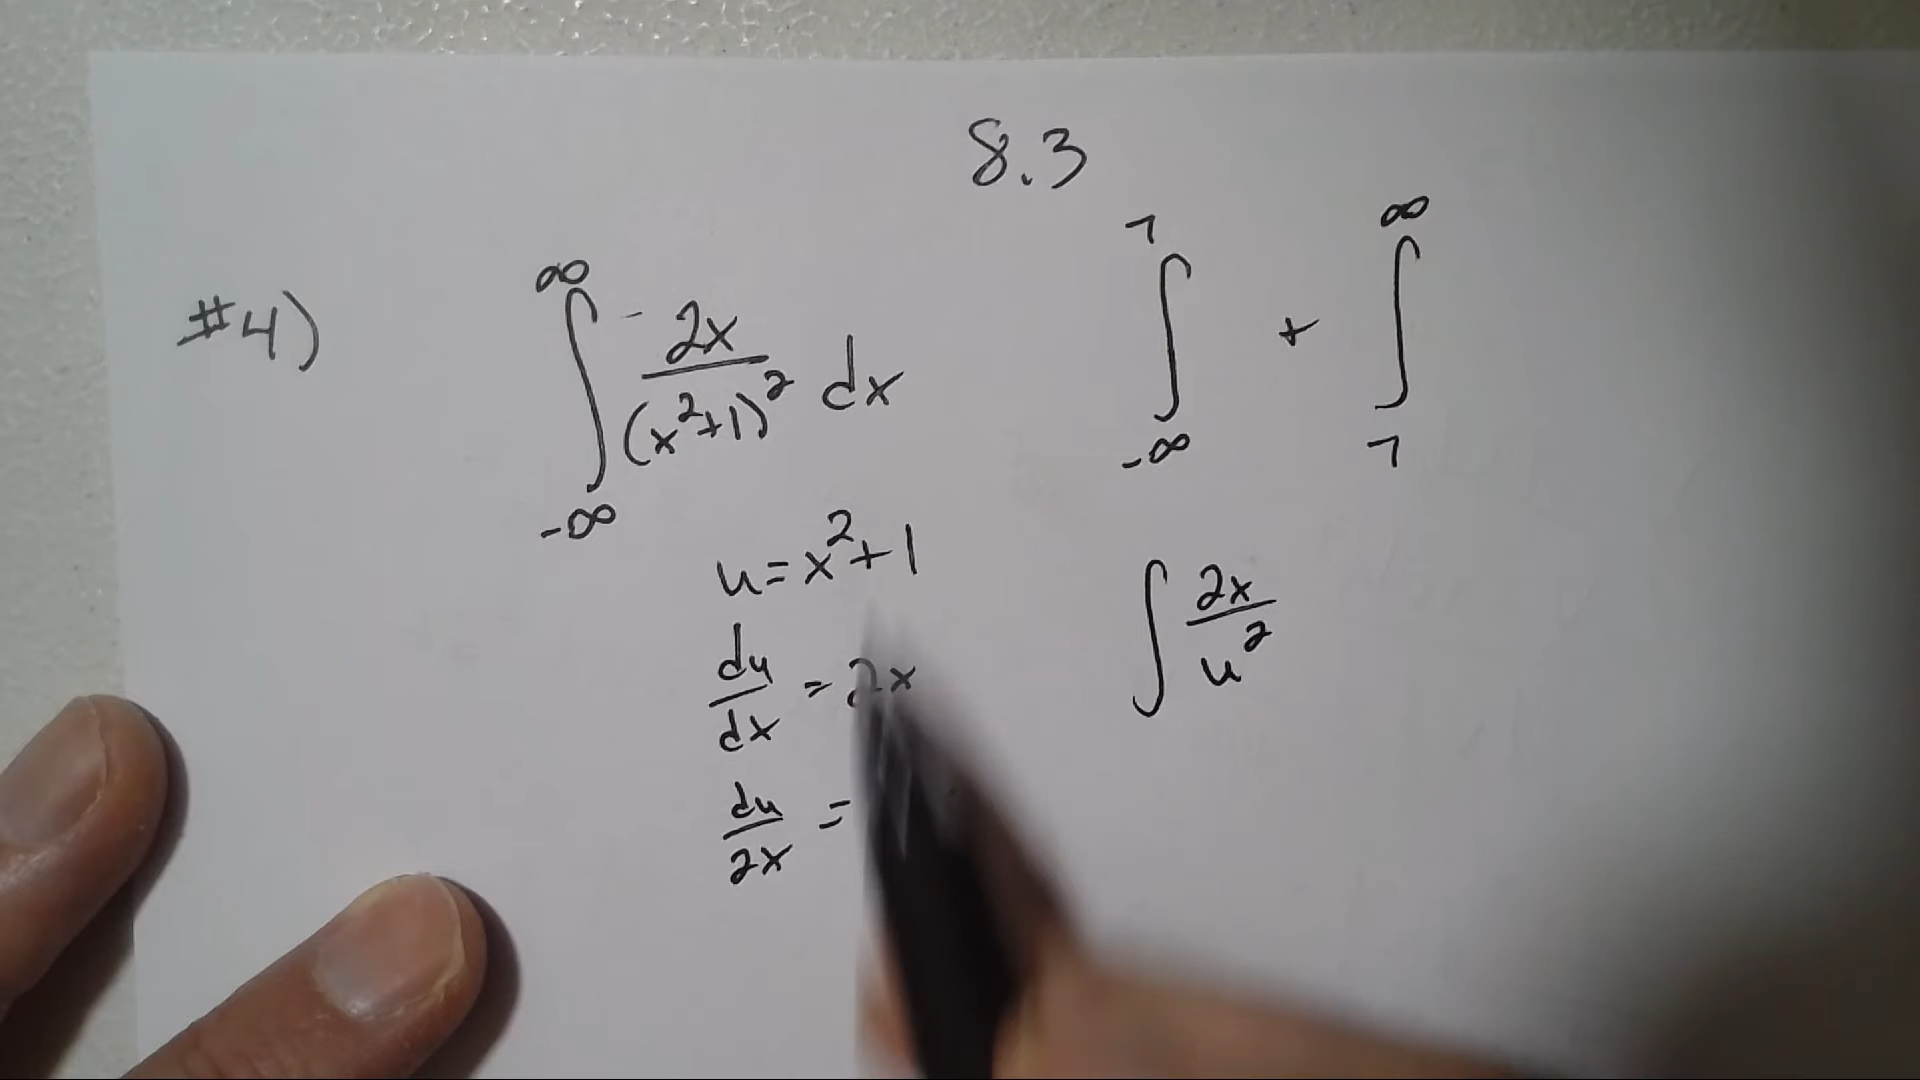 8.3
#4) ∫_{-∞}^{∞} 2x/(x²+1)² dx
∫_{-∞}^{7} + ∫_{7}^{∞}
u=x²+1
du/dx = 2x
∫ 2x/u²
du/2x =